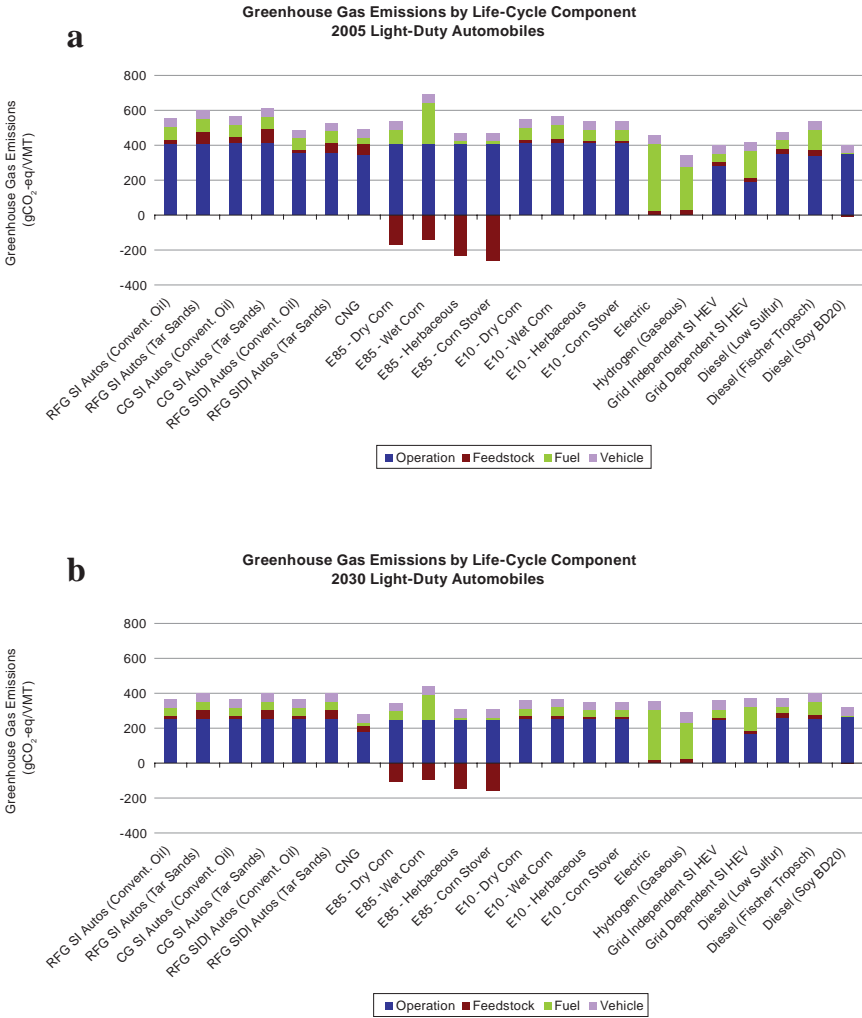 a
Greenhouse Gas Emissions by Life-Cycle Component
2005 Light-Duty Automobiles
Greenhouse Gas Emissions
(gCO₂-eq/VMT)
800
600
400
200
0
-200
-400
RFG SI Autos (Convent. Oil)
RFG SI Autos (Tar Sands)
CG SI Autos (Convent. Oil)
CG SI Autos (Tar Sands)
RFG SIDI Autos (Convent. Oil)
RFG SIDI Autos (Tar Sands)
CNG
E85 - Dry Corn
E85 - Wet Corn
E85 - Herbaceous
E85 - Corn Stover
E10 - Dry Corn
E10 - Wet Corn
E10 - Herbaceous
E10 - Corn Stover
Electric
Hydrogen (Gaseous)
Grid Independent SI HEV
Grid Dependent SI HEV
Diesel (Low Sulfur)
Diesel (Fischer Tropsch)
Diesel (Soy BD20)
Operation Feedstock Fuel Vehicle
b
Greenhouse Gas Emissions by Life-Cycle Component
2030 Light-Duty Automobiles
Greenhouse Gas Emissions
(gCO₂-eq/VMT)
800
600
400
200
0
-200
-400
RFG SI Autos (Convent. Oil)
RFG SI Autos (Tar Sands)
CG SI Autos (Convent. Oil)
CG SI Autos (Tar Sands)
RFG SIDI Autos (Convent. Oil)
RFG SIDI Autos (Tar Sands)
CNG
E85 - Dry Corn
E85 - Wet Corn
E85 - Herbaceous
E85 - Corn Stover
E10 - Dry Corn
E10 - Wet Corn
E10 - Herbaceous
E10 - Corn Stover
Electric
Hydrogen (Gaseous)
Grid Independent SI HEV
Grid Dependent SI HEV
Diesel (Low Sulfur)
Diesel (Fischer Tropsch)
Diesel (Soy BD20)
Operation Feedstock Fuel Vehicle